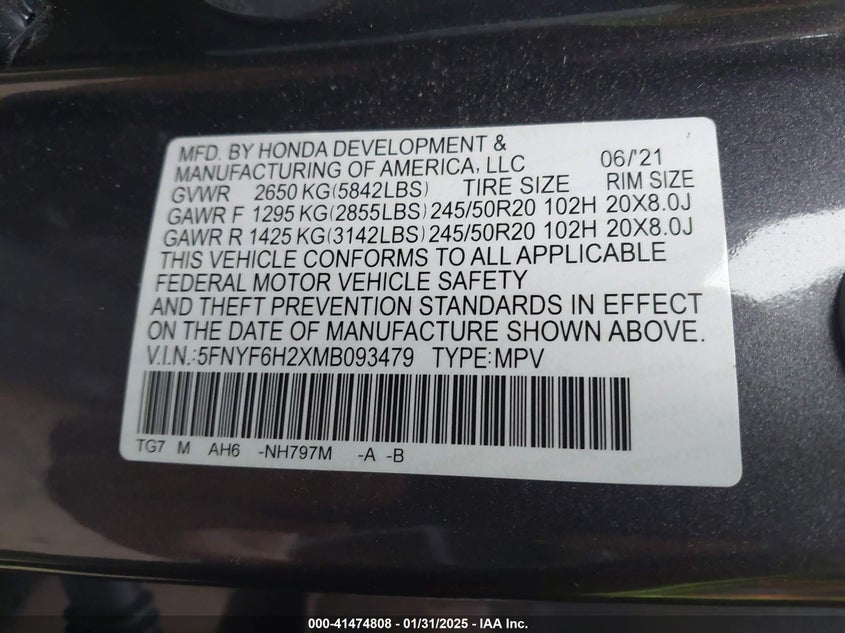 MFD. BY HONDA DEVELOPMENT &
MANUFACTURING OF AMERICA, LLC 06/'21
GVWR 2650 KG(5842LBS) TIRE SIZE RIM SIZE
GAWR F 1295 KG(2855LBS) 245/50R20 102H 20X8.0J
GAWR R 1425 KG(3142LBS) 245/50R20 102H 20X8.0J
THIS VEHICLE CONFORMS TO ALL APPLICABLE
FEDERAL MOTOR VEHICLE SAFETY
AND THEFT PREVENTION STANDARDS IN EFFECT
ON THE DATE OF MANUFACTURE SHOWN ABOVE.
V.I.N.:5FNYF6H2XMB093479 TYPE:MPV
TG7 M AH6 -NH797M -A -B
000-41474808 - 01/31/2025 - IAA Inc.